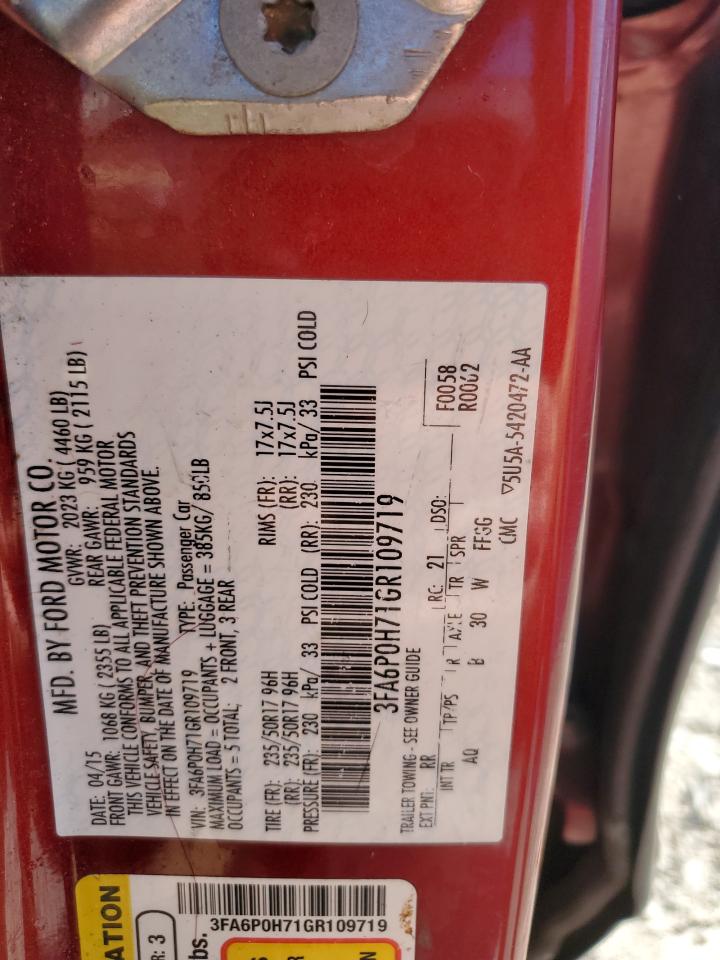 MFD. BY FORD MOTOR CO.
DATE: 04/15 GVWR: 2023 KG ( 4460 LB)
FRONT GAWR: 1068 KG ( 2355 LB) REAR GAWR: 959 KG ( 2115 LB)
THIS VEHICLE CONFORMS TO ALL APPLICABLE FEDERAL MOTOR
VEHICLE SAFETY, BUMPER, AND THEFT PREVENTION STANDARDS
IN EFFECT ON THE DATE OF MANUFACTURE SHOWN ABOVE.
VIN: 3FA6P0H71GR109719 TYPE: Passenger Car
MAXIMUM LOAD = OCCUPANTS + LUGGAGE = 385KG/ 850LB
OCCUPANTS = 5 TOTAL; 2 FRONT, 3 REAR
TIRE (FR): 235/50R17 96H RIMS (FR): 17x7.5J
(RR): 235/50R17 96H (RR): 17x7.5J
PRESSURE (FR): 230 kPa/ 33 PSI COLD (RR): 230 kPa/ 33 PSI COLD
3FA6P0H71GR109719
TRAILER TOWING - SEE OWNER GUIDE
F0058
R0002
EXT PNT: RR RC: 21 DSO:
INT TR TP/PS R AXLE TR SPR
AQ B 30 W FFGG
CMC ▽5U5A-5420472-AA
ATION
R: 3
bs.
3FA6P0H71GR109719